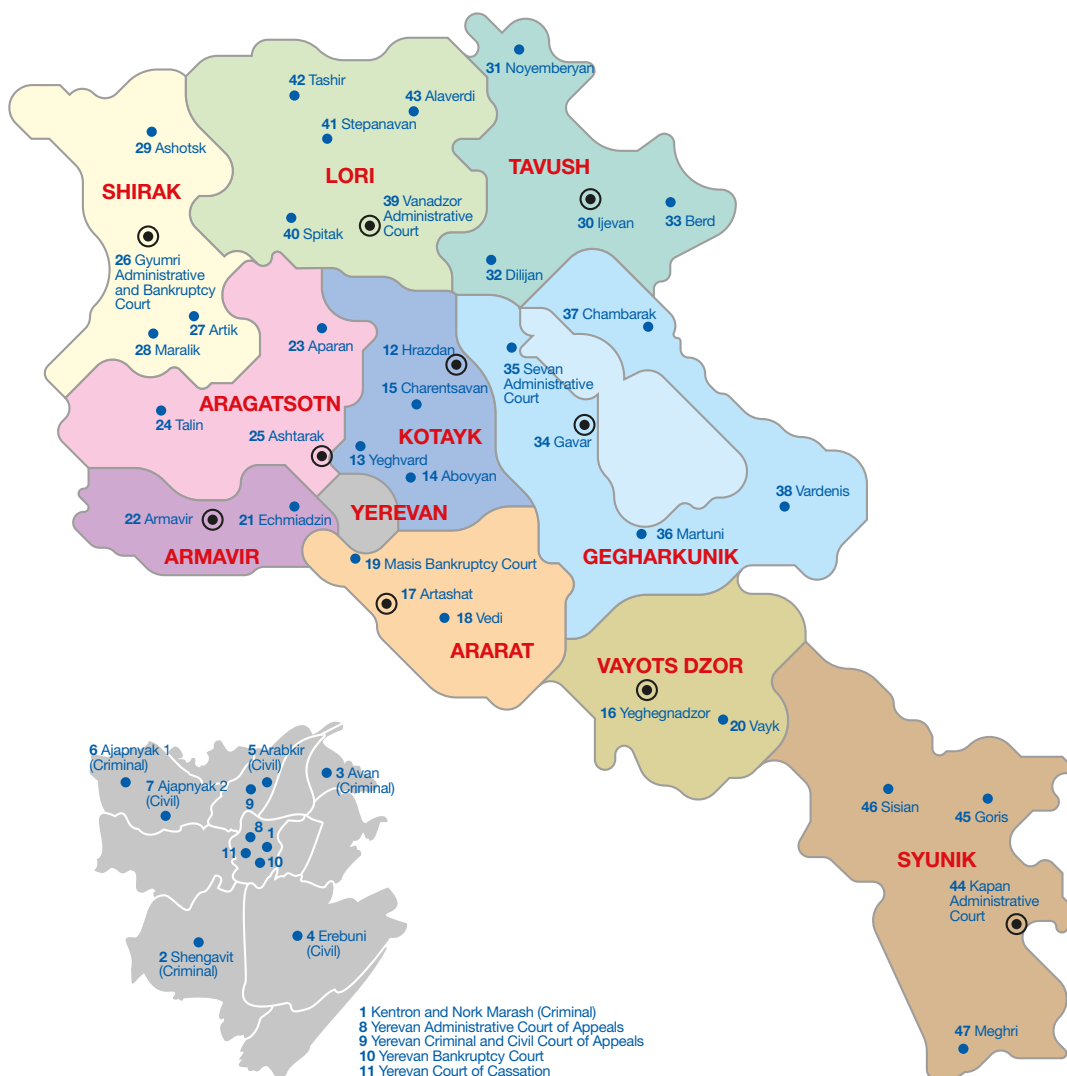 31 Noyemberyan
42 Tashir
43 Alaverdi
41 Stepanavan
29 Ashotsk
TAVUSH
LORI
SHIRAK
39 Vanadzor
Administrative
Court
40 Spitak
30 Ijevan
33 Berd
26 Gyumri
Administrative
and Bankruptcy
Court
32 Dilijan
37 Chambarak
27 Artik
28 Maralik
23 Aparan
12 Hrazdan
35 Sevan
Administrative
Court
15 Charentsavan
ARAGATSOTN
24 Talin
25 Ashtarak
KOTAYK
34 Gavar
13 Yeghvard
14 Abovyan
38 Vardenis
YEREVAN
22 Armavir
21 Echmiadzin
36 Martuni
ARMAVIR
GEGHARKUNIK
19 Masis Bankruptcy Court
17 Artashat
18 Vedi
ARARAT
VAYOTS DZOR
16 Yeghegnadzor
20 Vayk
6 Ajapnyak 1
(Criminal)
5 Arabkir
(Civil)
3 Avan
(Criminal)
7 Ajapnyak 2
(Civil)
9
8
1
11
10
46 Sisian
45 Goris
SYUNIK
44 Kapan
Administrative
Court
4 Erebuni
(Civil)
2 Shengavit
(Criminal)
47 Meghri
1 Kentron and Nork Marash (Criminal)
8 Yerevan Administrative Court of Appeals
9 Yerevan Criminal and Civil Court of Appeals
10 Yerevan Bankruptcy Court
11 Yerevan Court of Cassation